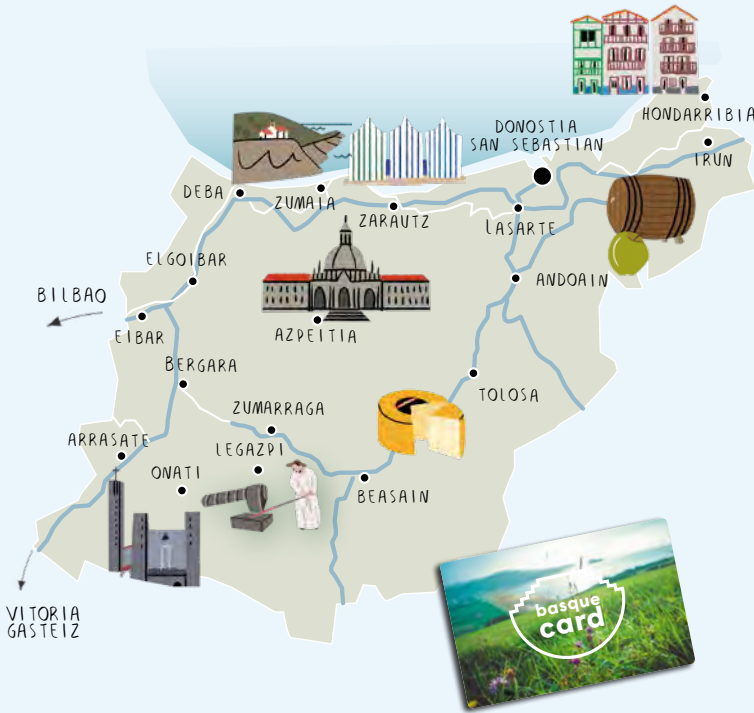 HONDARRIBIA
DONOSTIA
SAN SEBASTIAN
IRUN
DEBA
ZUMAIA
ZARAUTZ
LASARTE
ELGOIBAR
ANDOAIN
BILBAO
EIBAR
AZPEITIA
BERGARA
TOLOSA
ZUMARRAGA
ARRASATE
LEGAZPI
ONATI
BEASAIN
VITORIA
GASTEIZ
basque
card